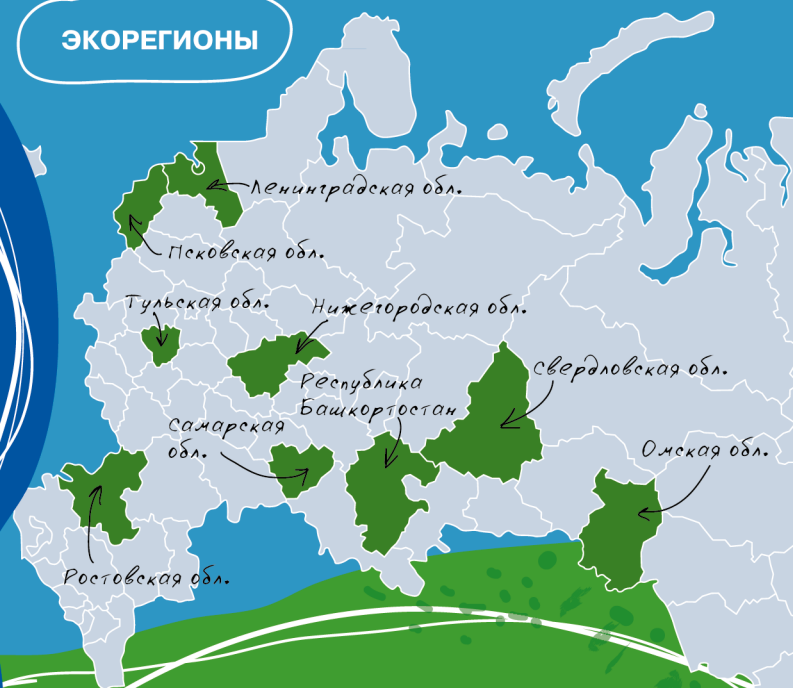 ЭКОРЕГИОНЫ
Ленинградская обл.
Псковская обл.
Тульская обл.
Нижегородская обл.
Свердловская обл.
Республика
Башкортостан
Самарская
обл.
Омская обл.
Ростовская обл.